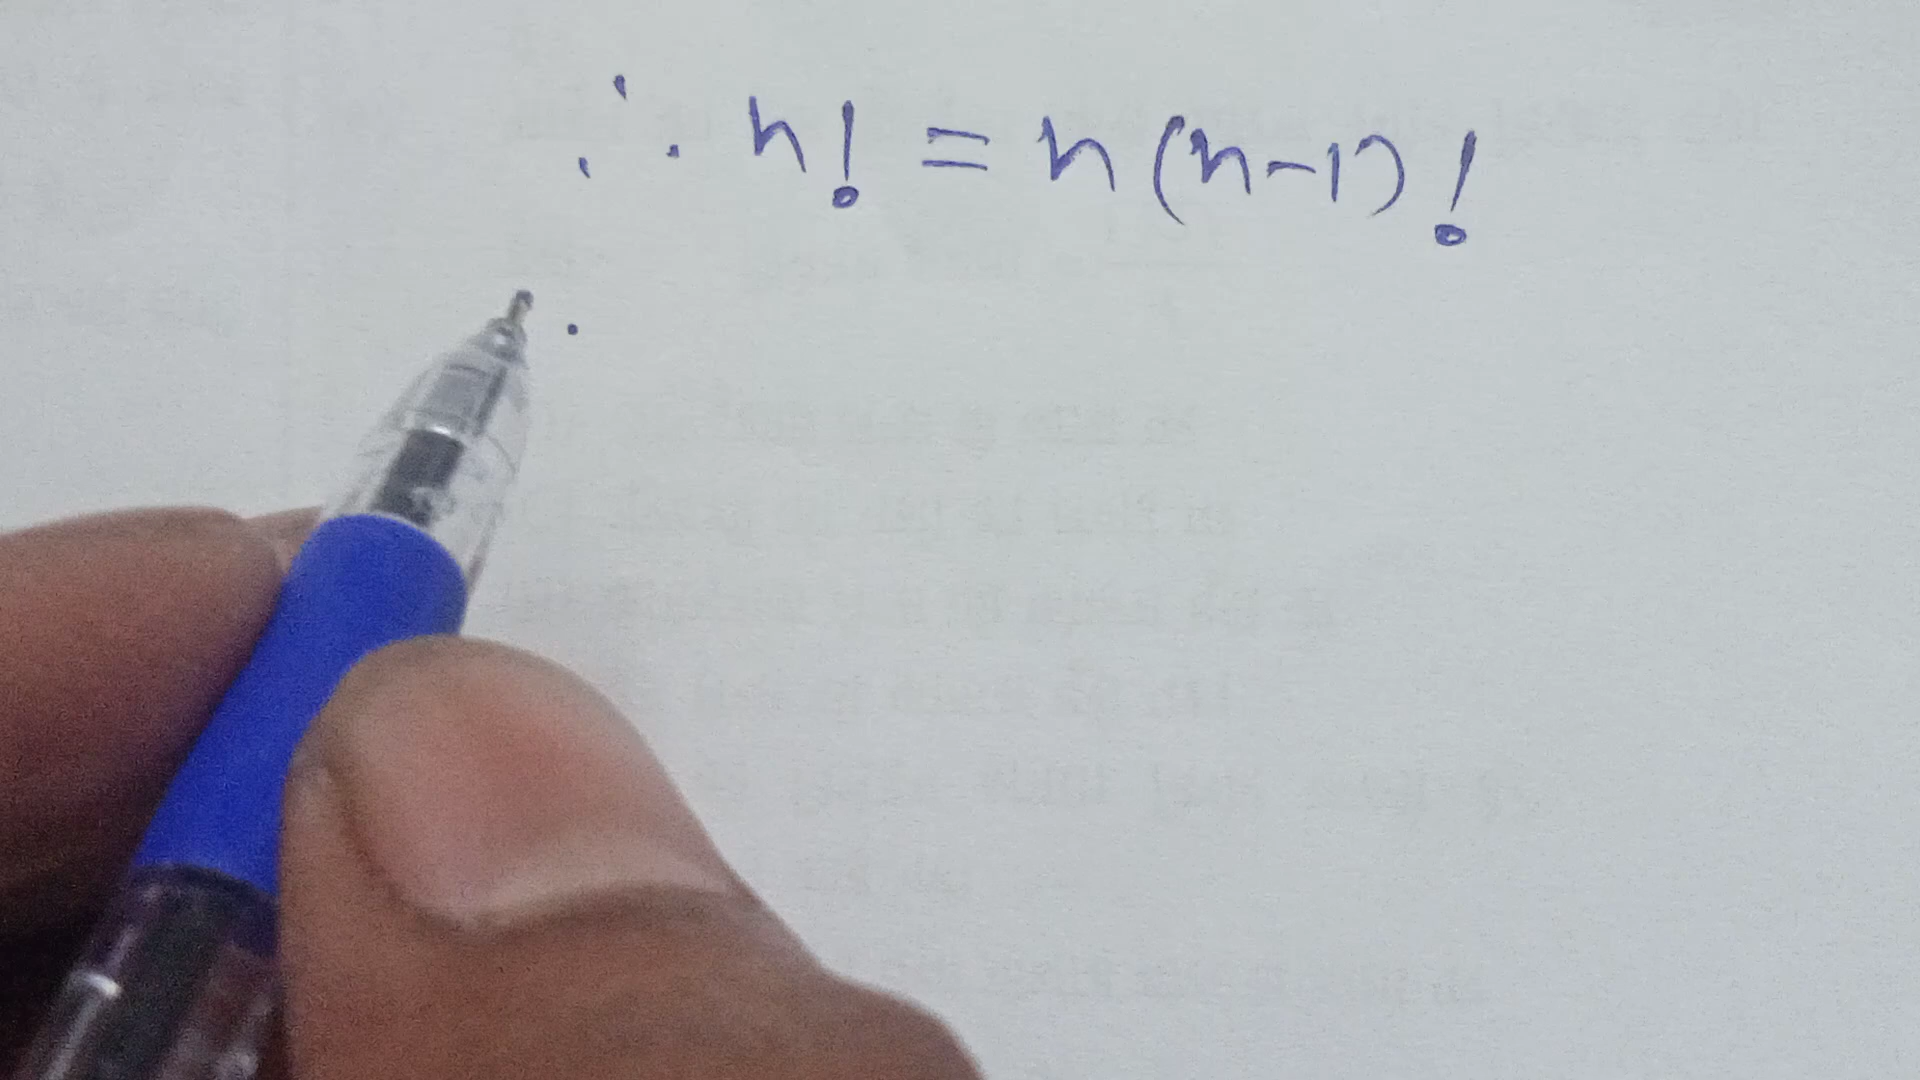 ∴ n! = n(n-1)!
.